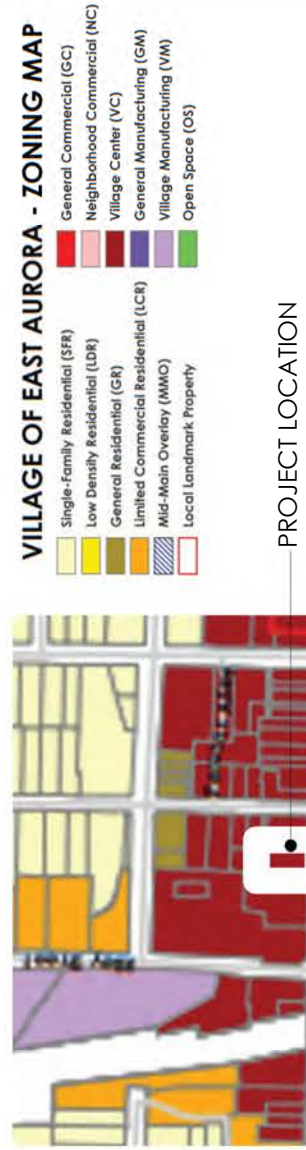 VILLAGE OF EAST AURORA - ZONING MAP
Single-Family Residential (SFR)
Low Density Residential (LDR)
General Residential (GR)
Limited Commercial Residential (LCR)
Mid-Main Overlay (MMO)
Local Landmark Property
General Commercial (GC)
Neighborhood Commercial (NC)
Village Center (VC)
General Manufacturing (GM)
Village Manufacturing (VM)
Open Space (OS)
PROJECT LOCATION